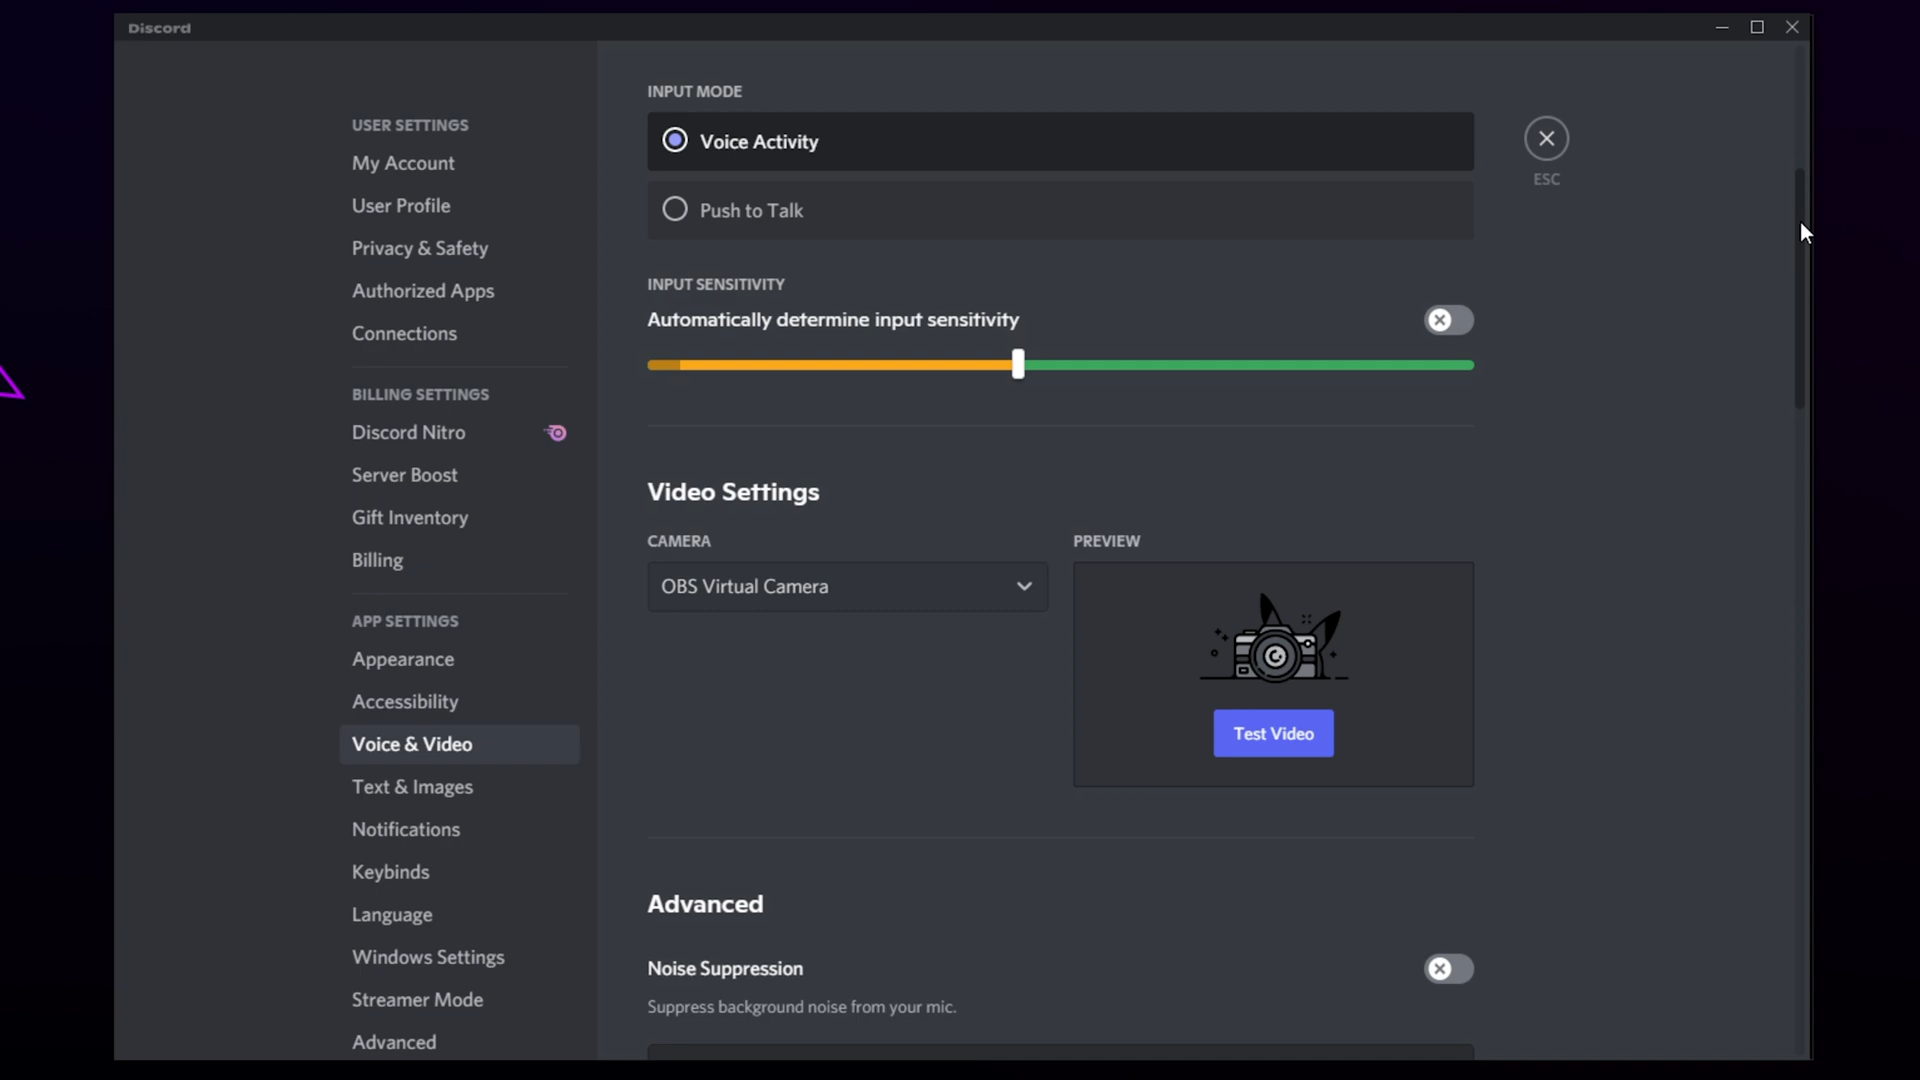 Discord
USER SETTINGS
My Account
User Profile
Privacy & Safety
Authorized Apps
Connections
BILLING SETTINGS
Discord Nitro
Server Boost
Gift Inventory
Billing
APP SETTINGS
Appearance
Accessibility
Voice & Video
Text & Images
Notifications
Keybinds
Language
Windows Settings
Streamer Mode
Advanced
INPUT MODE
Voice Activity
Push to Talk
ESC
INPUT SENSITIVITY
Automatically determine input sensitivity
Video Settings
CAMERA
OBS Virtual Camera
PREVIEW
Test Video
Advanced
Noise Suppression
Suppress background noise from your mic.